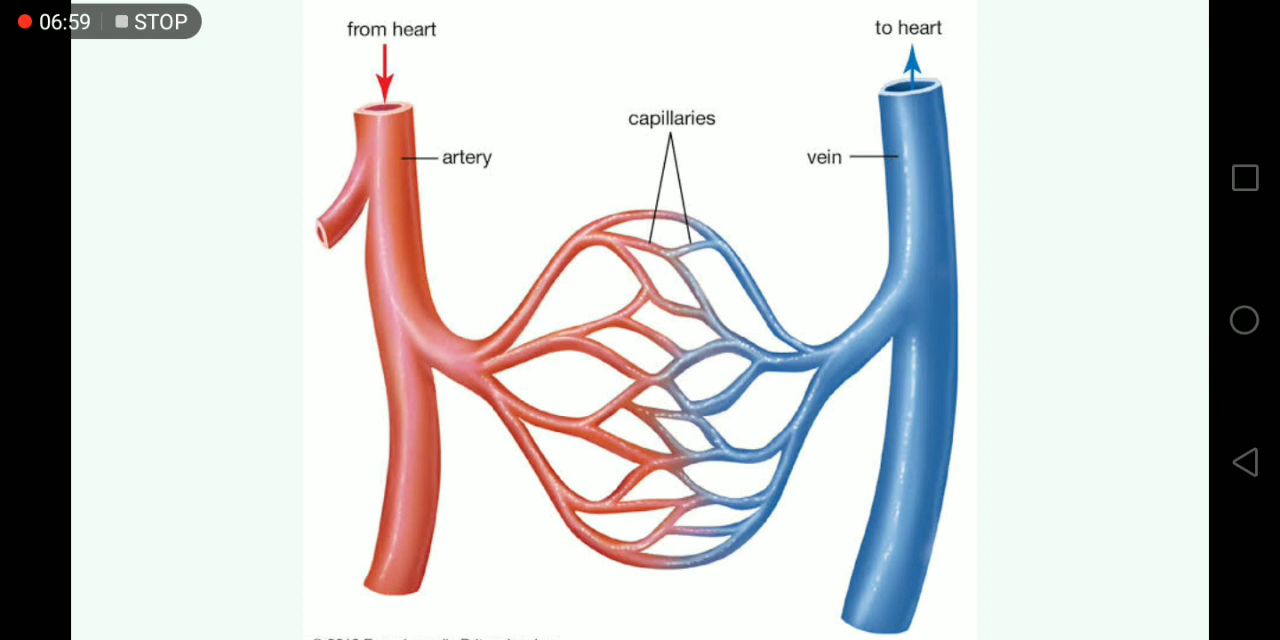 06:59 STOP
from heart
to heart
capillaries
artery
vein